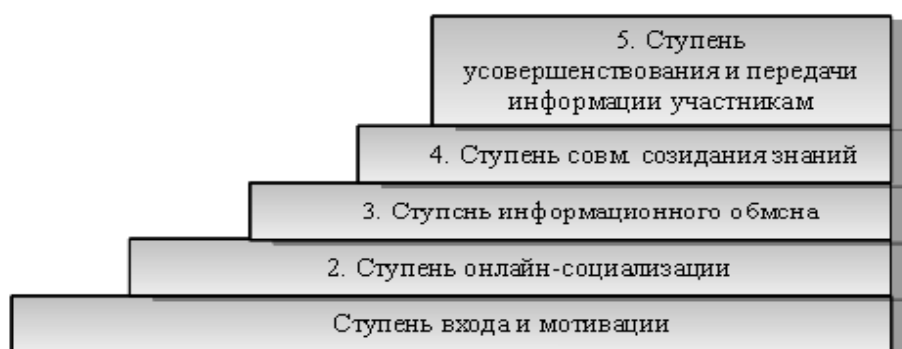 5. Ступень
усовершенствования и передачи
информации участникам
4. Ступень совм. созидания знаний
3. Ступень информационного обмена
2. Ступень онлайн-социализации
Ступень входа и мотивации